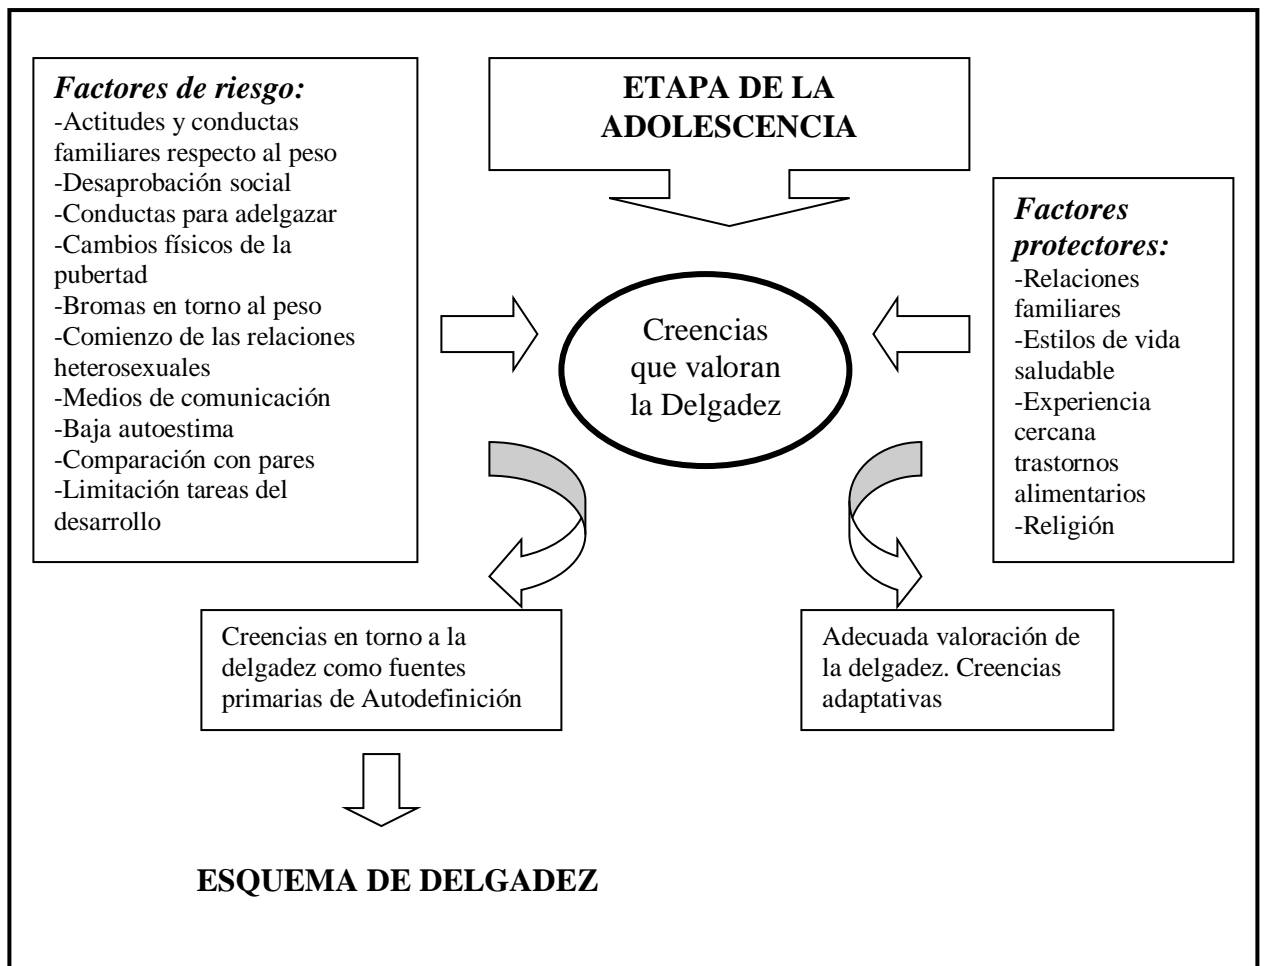 Factores de riesgo:
-Actitudes y conductas
familiares respecto al peso
-Desaprobación social
-Conductas para adelgazar
-Cambios físicos de la
pubertad
-Bromas en torno al peso
-Comienzo de las relaciones
heterosexuales
-Medios de comunicación
-Baja autoestima
-Comparación con pares
-Limitación tareas del
desarrollo
ETAPA DE LA
ADOLESCENCIA
Factores
protectores:
-Relaciones
familiares
-Estilos de vida
saludable
-Experiencia
cercana
trastornos
alimentarios
-Religión
Creencias
que valoran
la Delgadez
Creencias en torno a la
delgadez como fuentes
primarias de Autodefinición
Adecuada valoración de
la delgadez. Creencias
adaptativas
ESQUEMA DE DELGADEZ